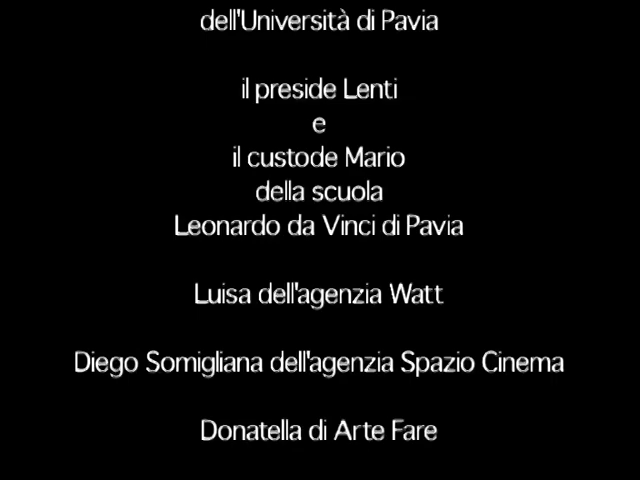 dell'Università di Pavia
il preside Lenti
e
il custode Mario
della scuola
Leonardo da Vinci di Pavia
Luisa dell'agenzia Watt
Diego Somigliana dell'agenzia Spazio Cinema
Donatella di Arte Fare